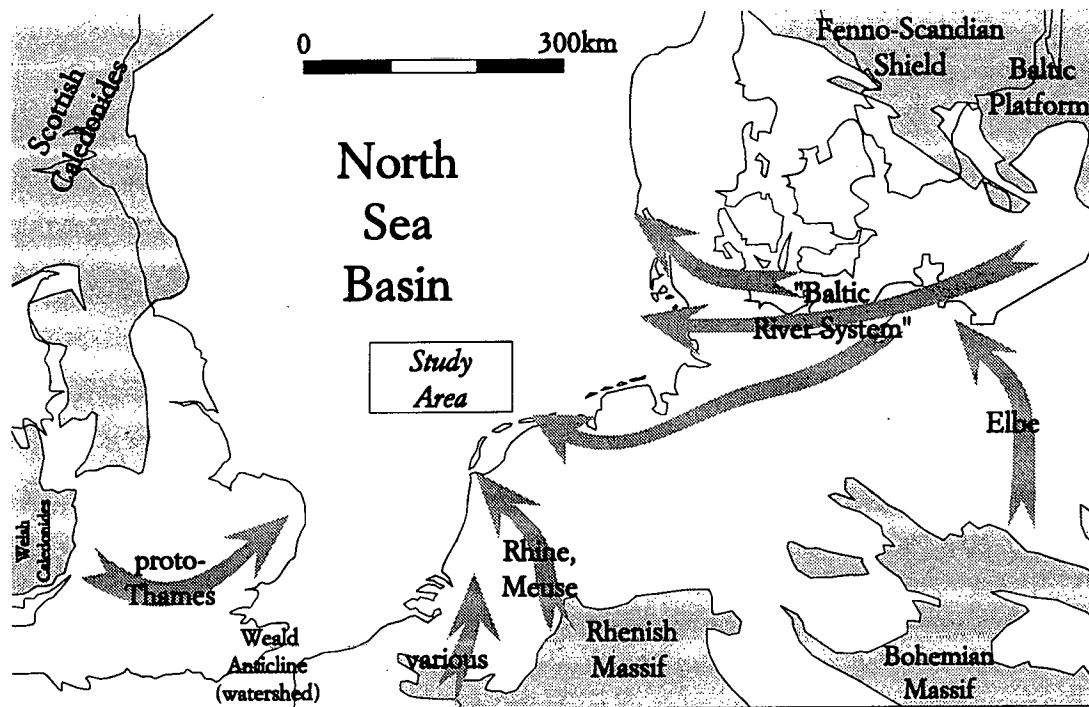 0 300km
Fenno-Scandian
Shield
Baltic
Platform
Scottish
Caledonides
North
Sea
Basin
"Baltic
River System"
Study
Area
Elbe
Welsh
Caledonides
proto-
Thames
Rhine,
Meuse
Weald
Anticline
(watershed)
various
Rhenish
Massif
Bohemian
Massif